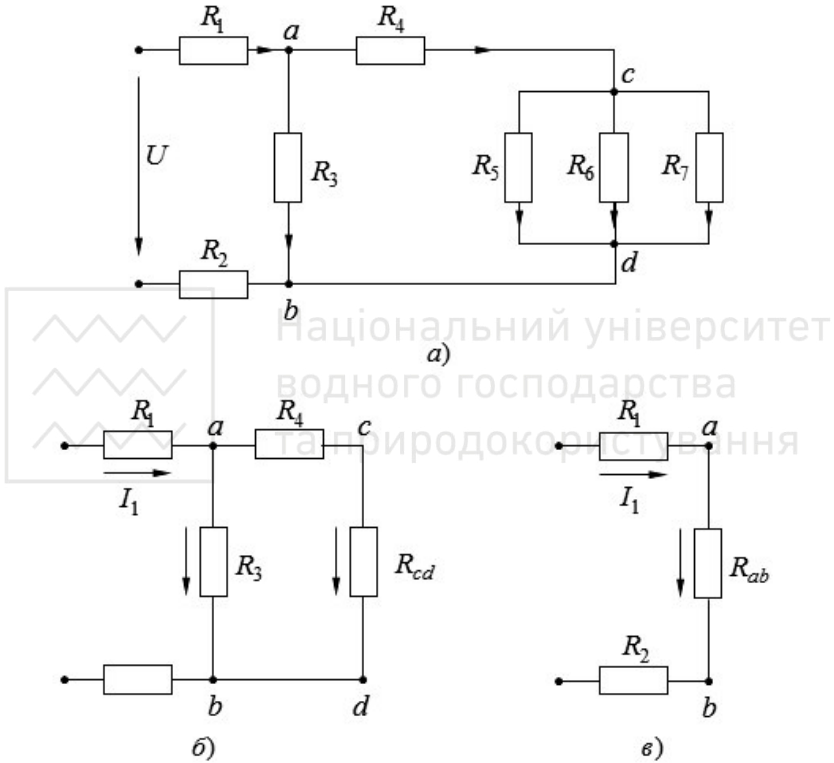 R1 a R4
c
U R3 R5 R6 R7
R2 d
b
Національний університет
а)
водного господарства
R1 a R4 c R1 a
та природокористування
I1 I1
R3 Rcd Rab
R2
b d b
б) в)